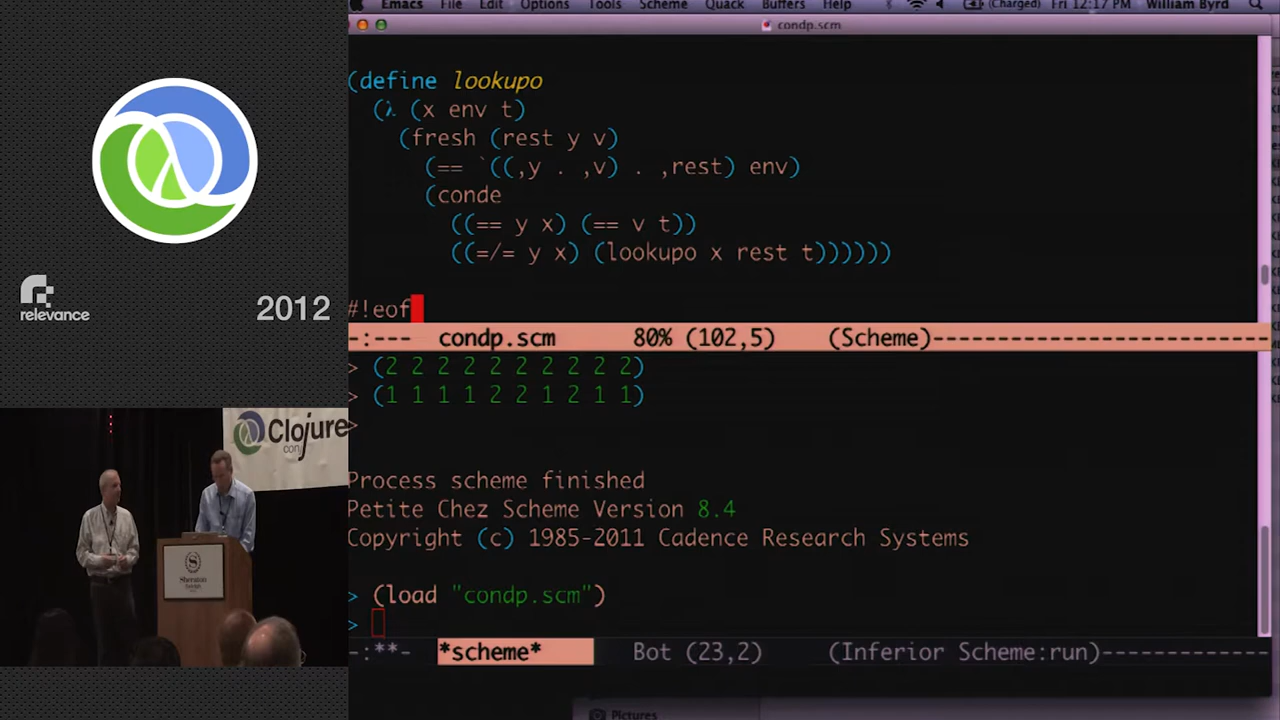 Emacs File Edit Options Tools Scheme Quack Buffers Help (Charged) Fri 12:17 PM William Byrd
condp.scm
(define lookupo
(λ (x env t)
(fresh (rest y v)
(== `((,y . ,v) . ,rest) env)
(conde
((== y x) (== v t))
((=/= y x) (lookupo x rest t))))))
#!eof
-:--- condp.scm 80% (102,5) (Scheme)--------------------------
> (2 2 2 2 2 2 2 2 2 2)
> (1 1 1 1 2 2 1 2 1 1)
>
Process scheme finished
Petite Chez Scheme Version 8.4
Copyright (c) 1985-2011 Cadence Research Systems
> (load "condp.scm")
>
-:**- *scheme* Bot (23,2) (Inferior Scheme:run)-------------
Pictures
relevance
2012
Clojure
conj
S
Sheraton